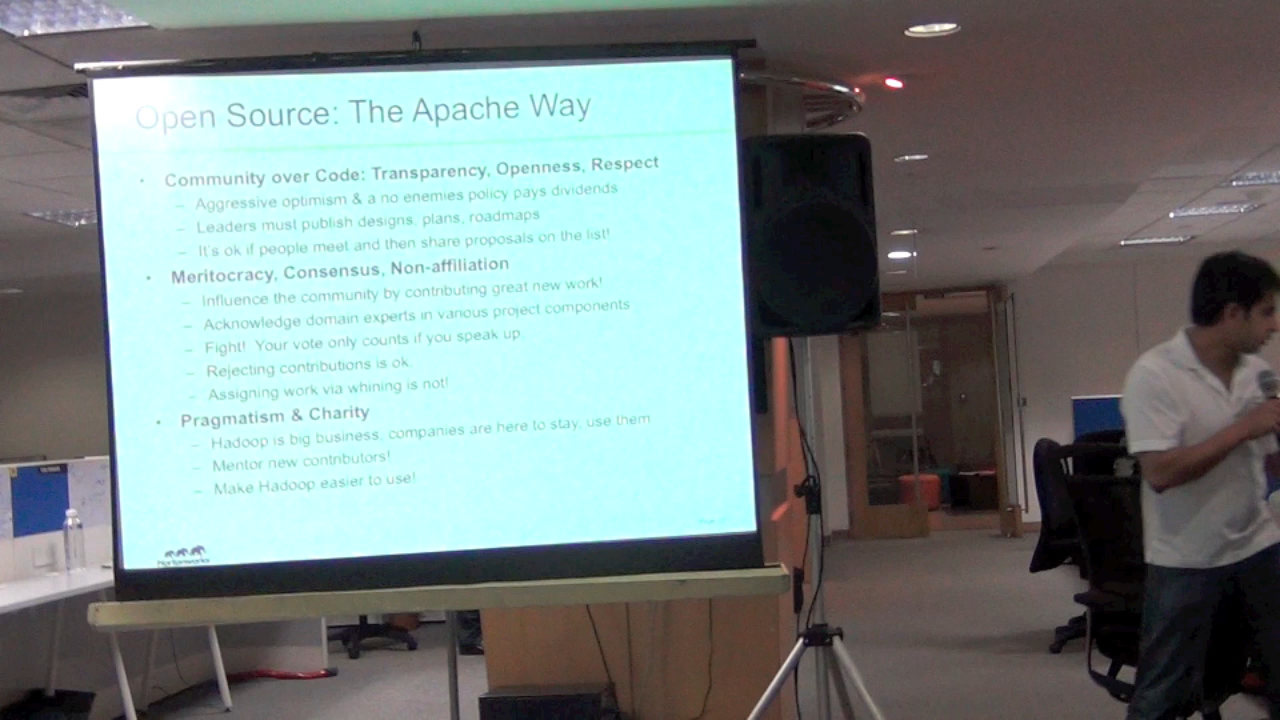 Open Source: The Apache Way
• Community over Code: Transparency, Openness, Respect
– Aggressive optimism & a no enemies policy pays dividends
– Leaders must publish designs, plans, roadmaps
– It's ok if people meet and then share proposals on the list!
• Meritocracy, Consensus, Non-affiliation
– Influence the community by contributing great new work!
– Acknowledge domain experts in various project components
– Fight! Your vote only counts if you speak up.
– Rejecting contributions is ok.
– Assigning work via whining is not!
• Pragmatism & Charity
– Hadoop is big business, companies are here to stay, use them
– Mentor new contributors!
– Make Hadoop easier to use!
Hortonworks